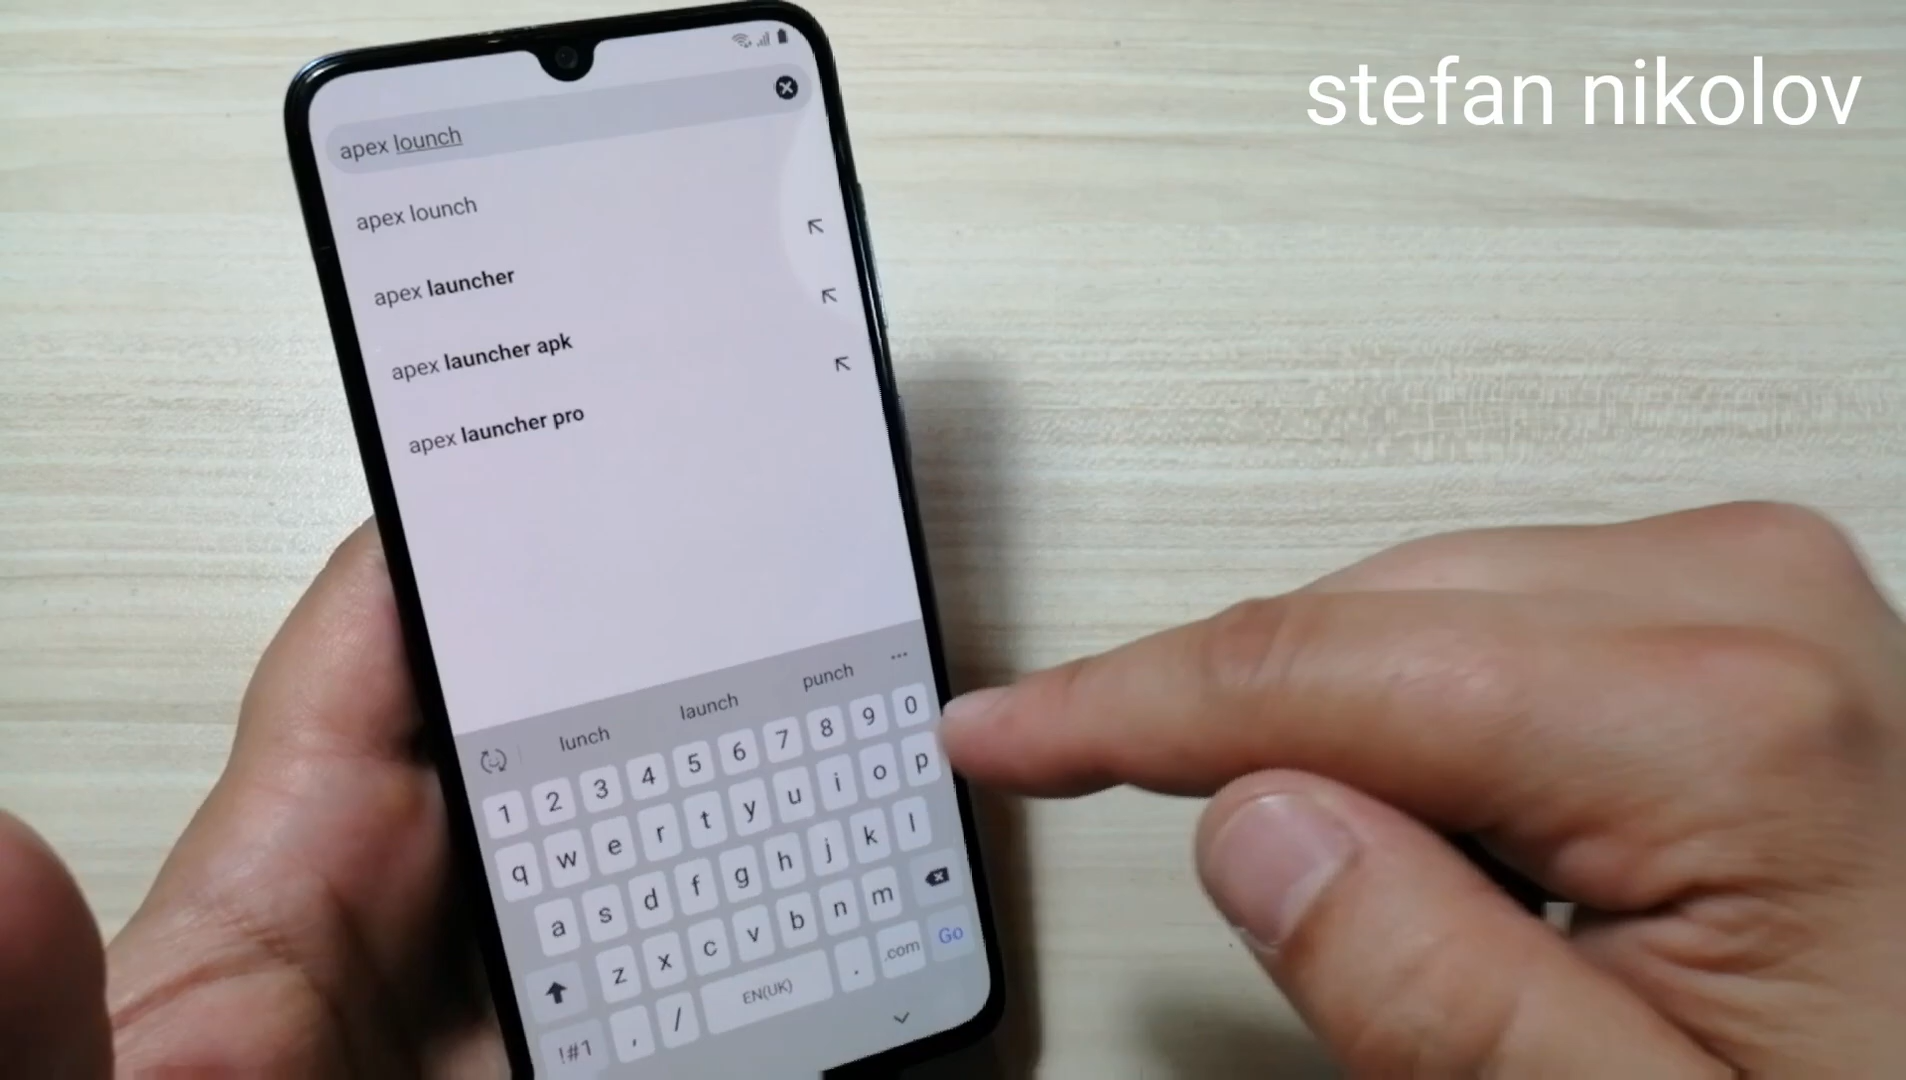 stefan nikolov
apex lounch
apex lounch
apex launcher
apex launcher apk
apex launcher pro
lunch launch punch ...
1 2 3 4 5 6 7 8 9 0
q w e r t y u i o p
a s d f g h j k l
z x c v b n m
!#1 , / EN(UK) . .com Go